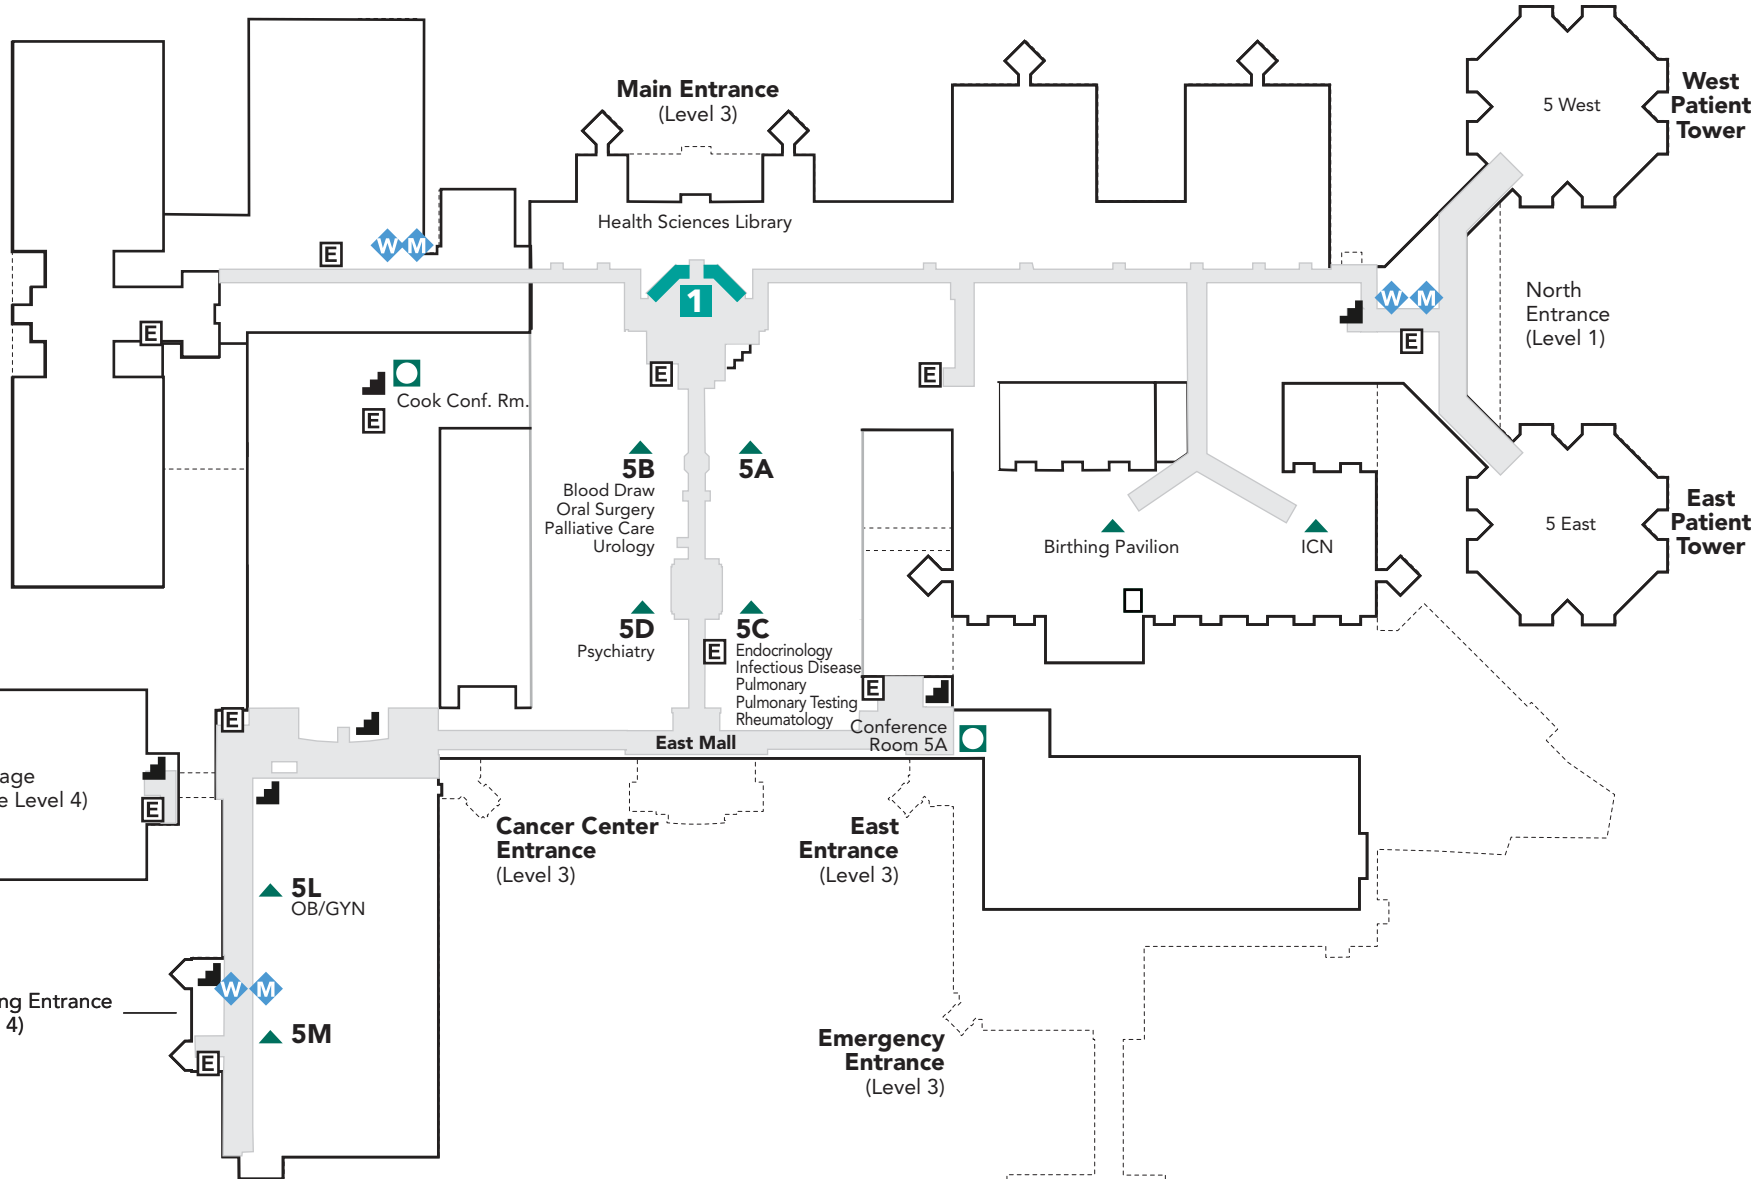 Main Entrance
(Level 3)
West
Patient
Tower
5 West
Health Sciences Library
W M
E
1
W M
North
Entrance
(Level 1)
E
E
E
E
Cook Conf. Rm.
E
5B
Blood Draw
Oral Surgery
Palliative Care
Urology
5A
East
Patient
Tower
5 East
Birthing Pavilion
ICN
5D
Psychiatry
5C
E
Endocrinology
Infectious Disease
Pulmonary
Pulmonary Testing
Rheumatology
E
E
Conference
Room 5A
East Mall
age
e Level 4)
E
Cancer Center
Entrance
(Level 3)
East
Entrance
(Level 3)
5L
OB/GYN
W M
ng Entrance
4)
5M
E
Emergency
Entrance
(Level 3)